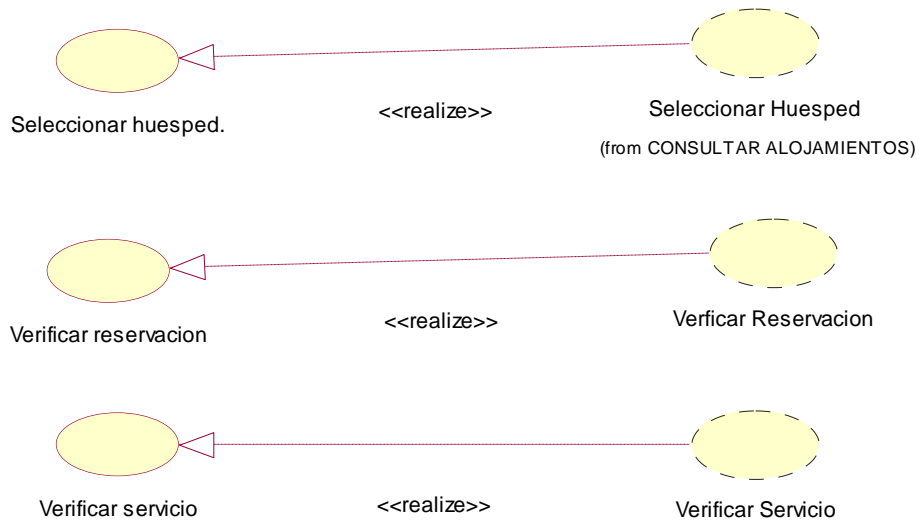 Seleccionar huesped.
<<realize>>
Seleccionar Huesped
(from CONSULTAR ALOJAMIENTOS)
Verificar reservacion
<<realize>>
Verficar Reservacion
Verificar servicio
<<realize>>
Verificar Servicio